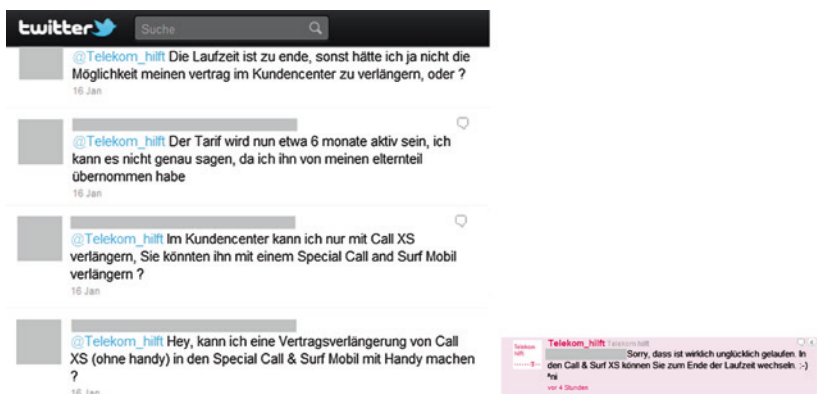 twitter
Suche
@Telekom_hilft Die Laufzeit ist zu ende, sonst hätte ich ja nicht die
Möglichkeit meinen vertrag im Kundencenter zu verlängern, oder ?
16 Jan
@Telekom_hilft Der Tarif wird nun etwa 6 monate aktiv sein, ich
kann es nicht genau sagen, da ich ihn von meinen elternteil
übernommen habe
16 Jan
@Telekom_hilft Im Kundencenter kann ich nur mit Call XS
verlängern, Sie könnten ihn mit einem Special Call and Surf Mobil
verlängern ?
16 Jan
@Telekom_hilft Hey, kann ich eine Vertragsverlängerung von Call
XS (ohne handy) in den Special Call & Surf Mobil mit Handy machen
?
16 Jan
Telekom hilft
Telekom_hilft Telekom hilft
Sorry, dass ist wirklich unglücklich gelaufen. In
den Call & Surf XS können Sie zum Ende der Laufzeit wechseln. :-)
^ni
vor 4 Stunden